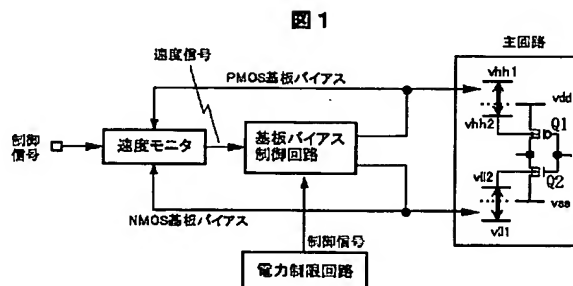 図1
速度信号
主回路
PMOS基板バイアス
vhh1
vdd
vhh2
Q1
制御
信号
速度モニタ
基板バイアス
制御回路
vll2
Q2
vss
NMOS基板バイアス
vll1
制御信号
電力制限回路